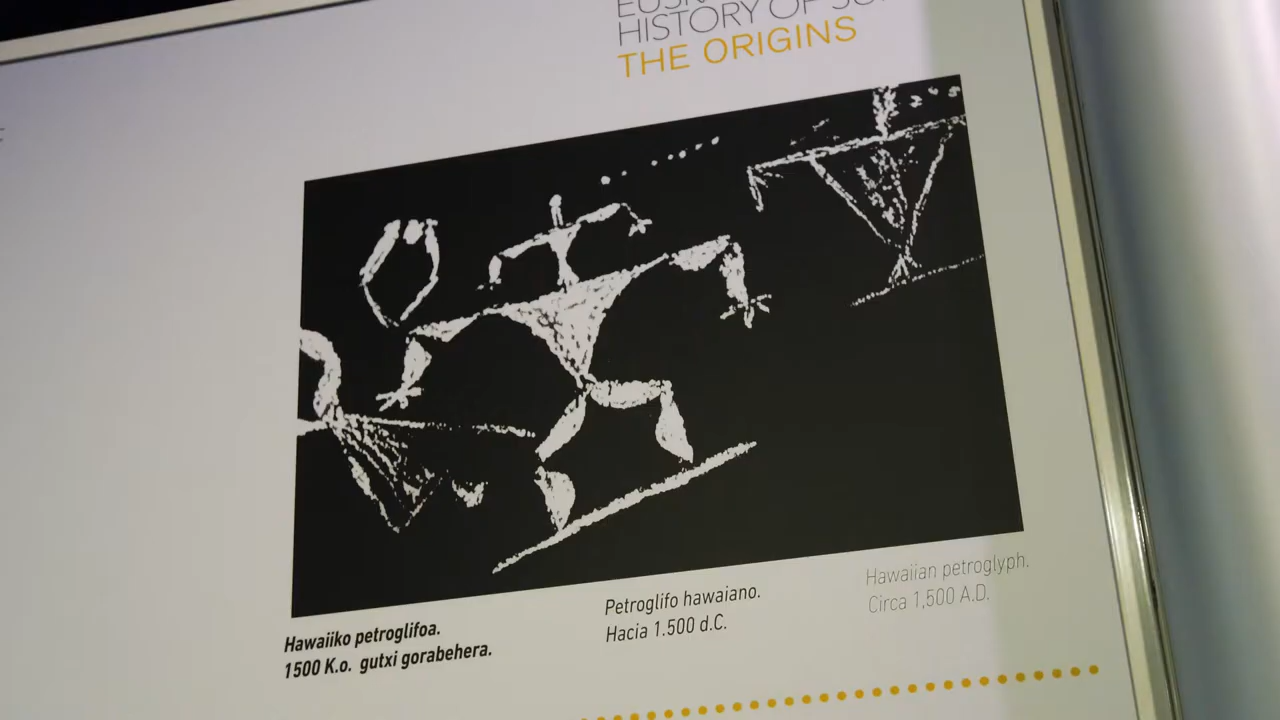 HISTORY OF
THE ORIGINS
Hawaiiko petroglifoa.
1500 K.o. gutxi gorabehera.
Petroglifo hawaiano.
Hacia 1.500 d.C.
Hawaiian petroglyph.
Circa 1,500 A.D.